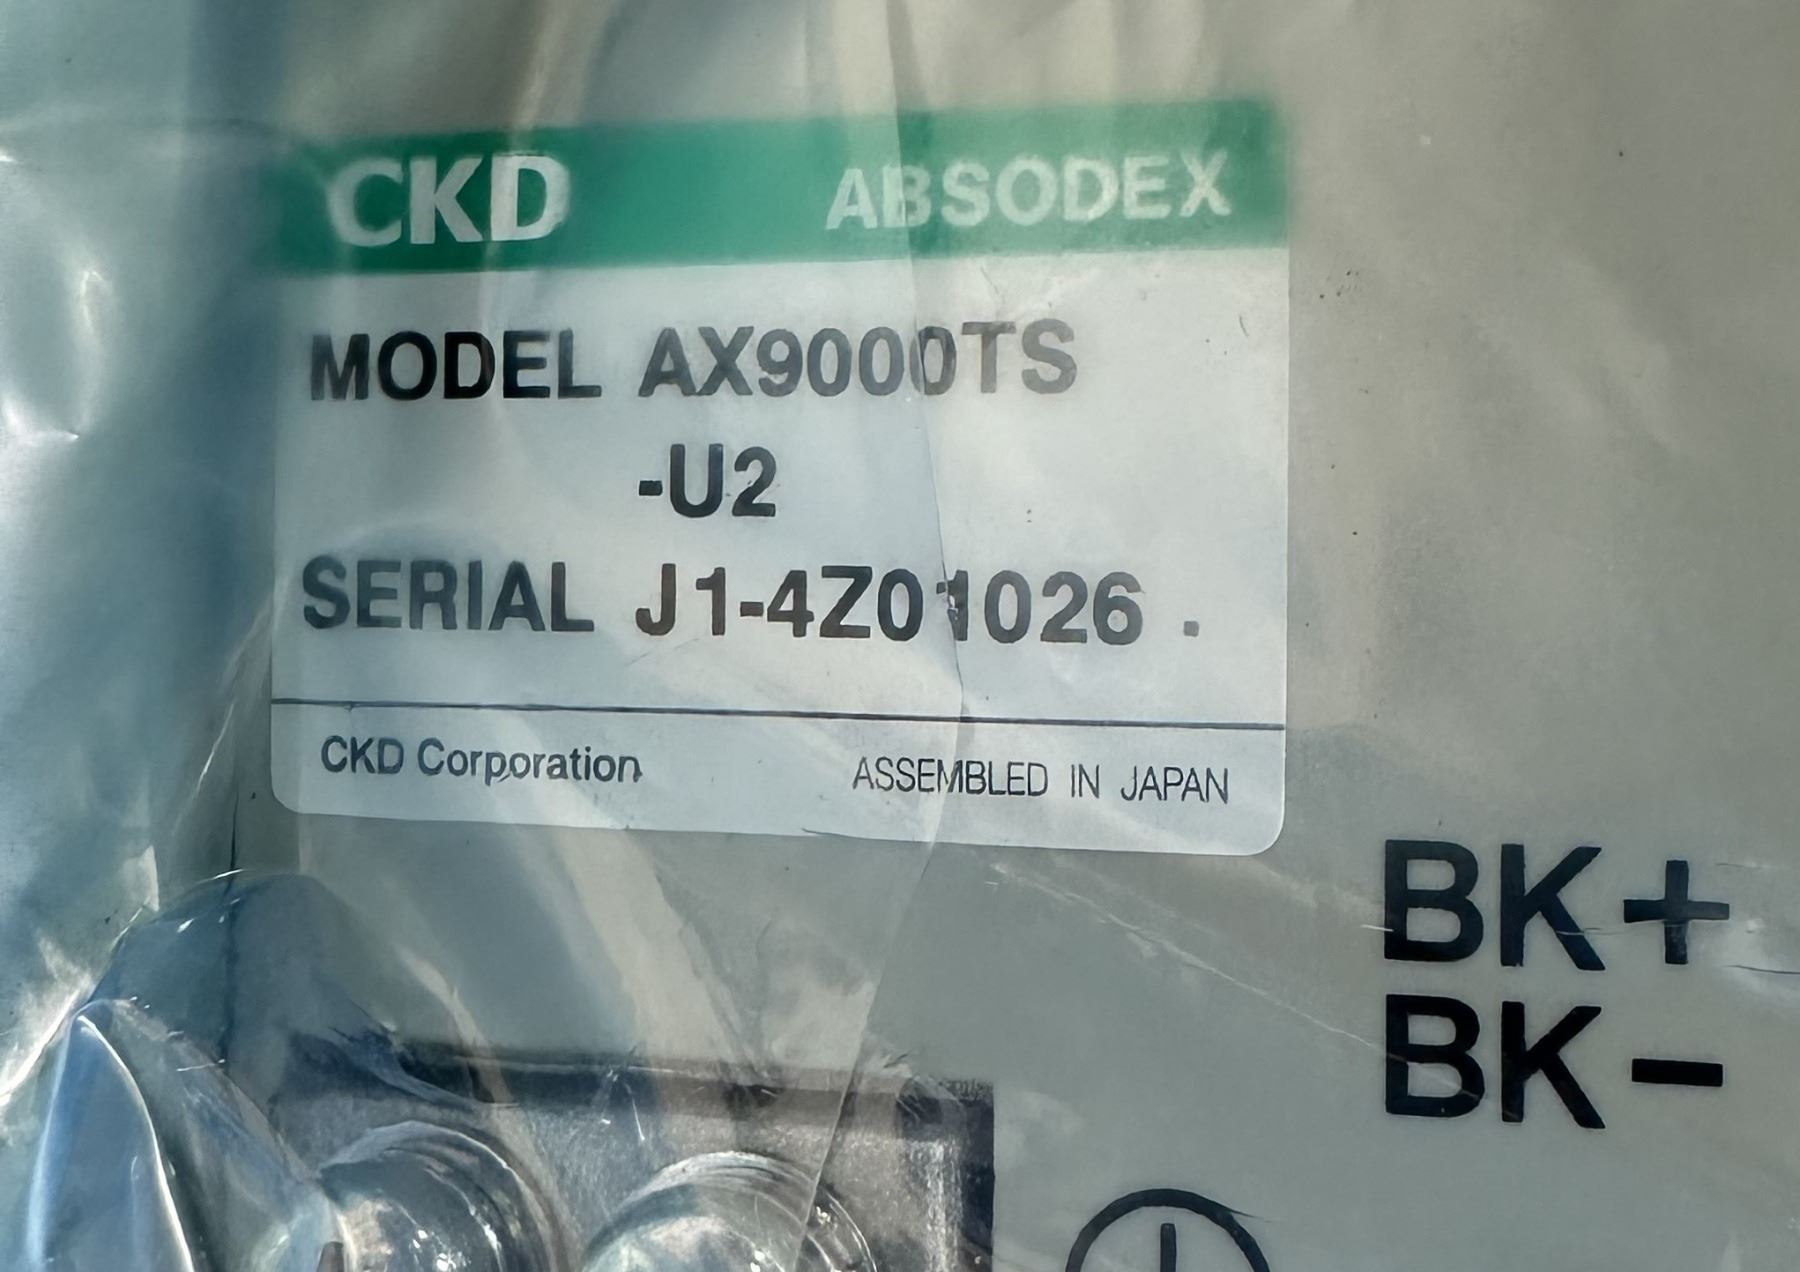 CKD ABSODEX
MODEL AX9000TS
-U2
SERIAL J1-4Z01026 .
CKD Corporation ASSEMBLED IN JAPAN
BK+
BK-